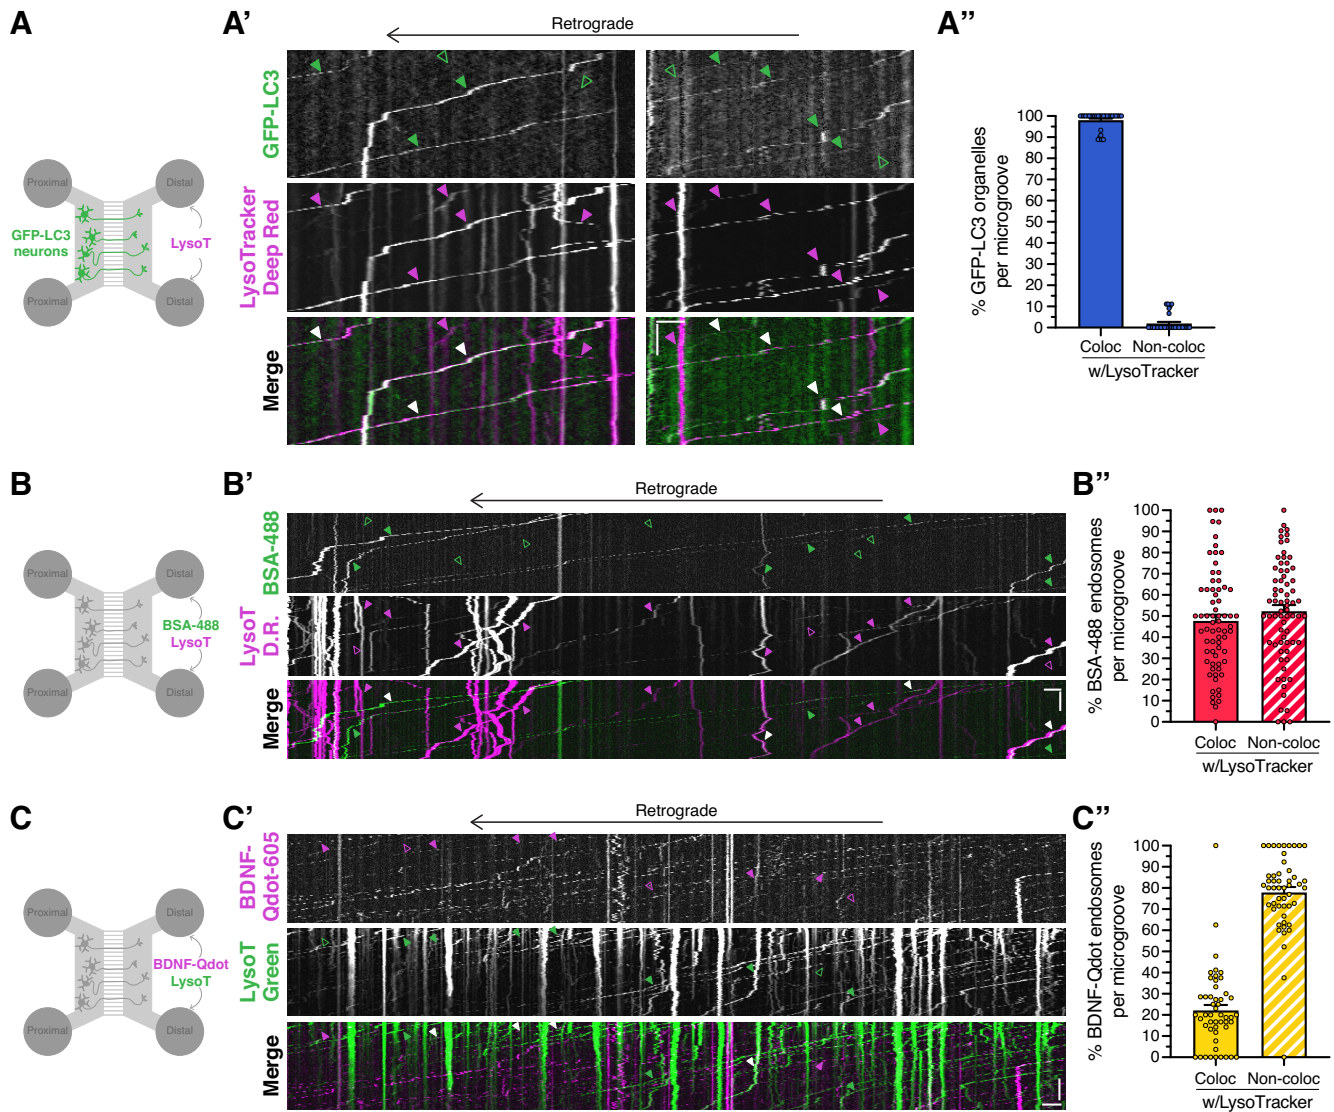 A
Proximal
Distal
GFP-LC3
neurons
LysoT
Proximal
Distal
A'
Retrograde
GFP-LC3
LysoTracker
Deep Red
Merge
A"
% GFP-LC3 organelles
per microgroove
100
90
80
70
60
50
40
30
20
10
0
Coloc
Non-coloc
w/LysoTracker
B
Proximal
Distal
BSA-488
LysoT
Proximal
Distal
B'
Retrograde
BSA-488
LysoT
D.R.
Merge
B"
% BSA-488 endosomes
per microgroove
100
90
80
70
60
50
40
30
20
10
0
Coloc
Non-coloc
w/LysoTracker
C
Proximal
Distal
BDNF-Qdot
LysoT
Proximal
Distal
C'
Retrograde
BDNF-
Qdot-605
LysoT
Green
Merge
C"
% BDNF-Qdot endosomes
per microgroove
100
90
80
70
60
50
40
30
20
10
0
Coloc
Non-coloc
w/LysoTracker